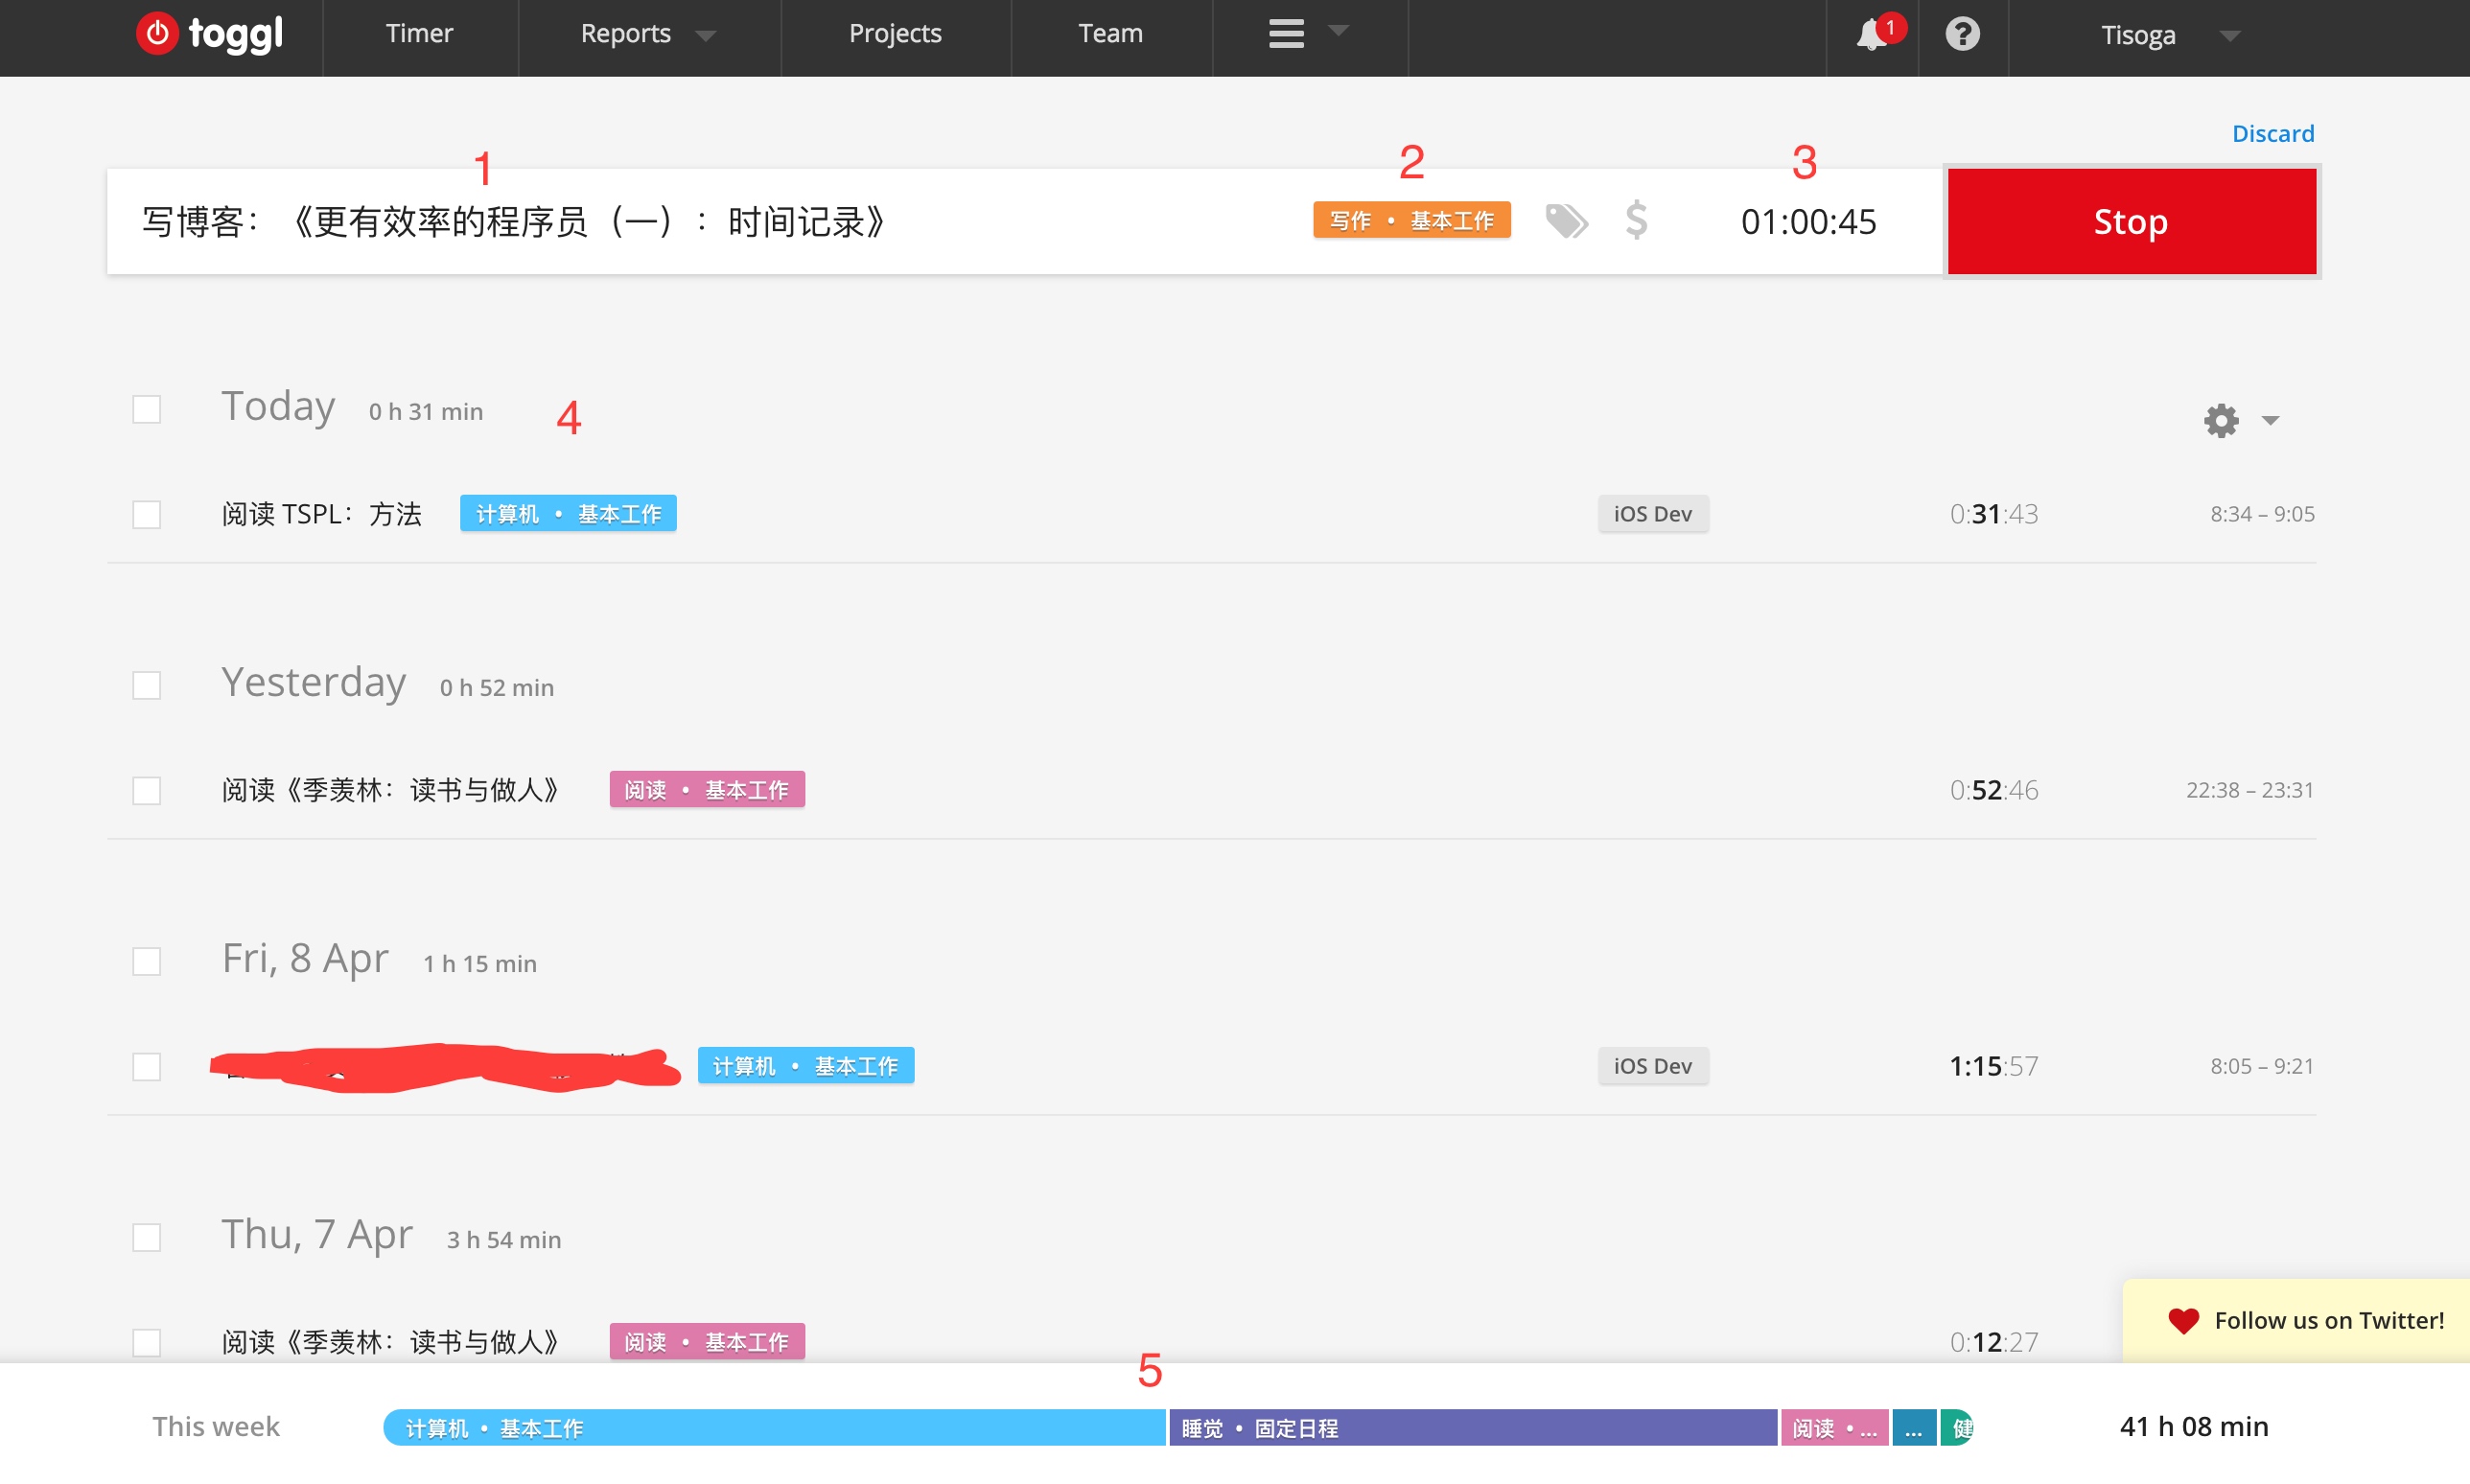 toggl Timer Reports Projects Team 1 ? Tisoga
Discard
1 2 3
写博客：《更有效率的程序员（一）：时间记录》 写作 • 基本工作 $ 01:00:45 Stop
Today 0 h 31 min 4
阅读 TSPL：方法 计算机 • 基本工作 iOS Dev 0:31:43 8:34 – 9:05
Yesterday 0 h 52 min
阅读《季羡林：读书与做人》 阅读 • 基本工作 0:52:46 22:38 – 23:31
Fri, 8 Apr 1 h 15 min
计算机 • 基本工作 iOS Dev 1:15:57 8:05 – 9:21
Thu, 7 Apr 3 h 54 min
Follow us on Twitter!
阅读《季羡林：读书与做人》 阅读 • 基本工作 0:12:27
5
This week 计算机 • 基本工作 睡觉 • 固定日程 阅读 • ... ... 健 41 h 08 min